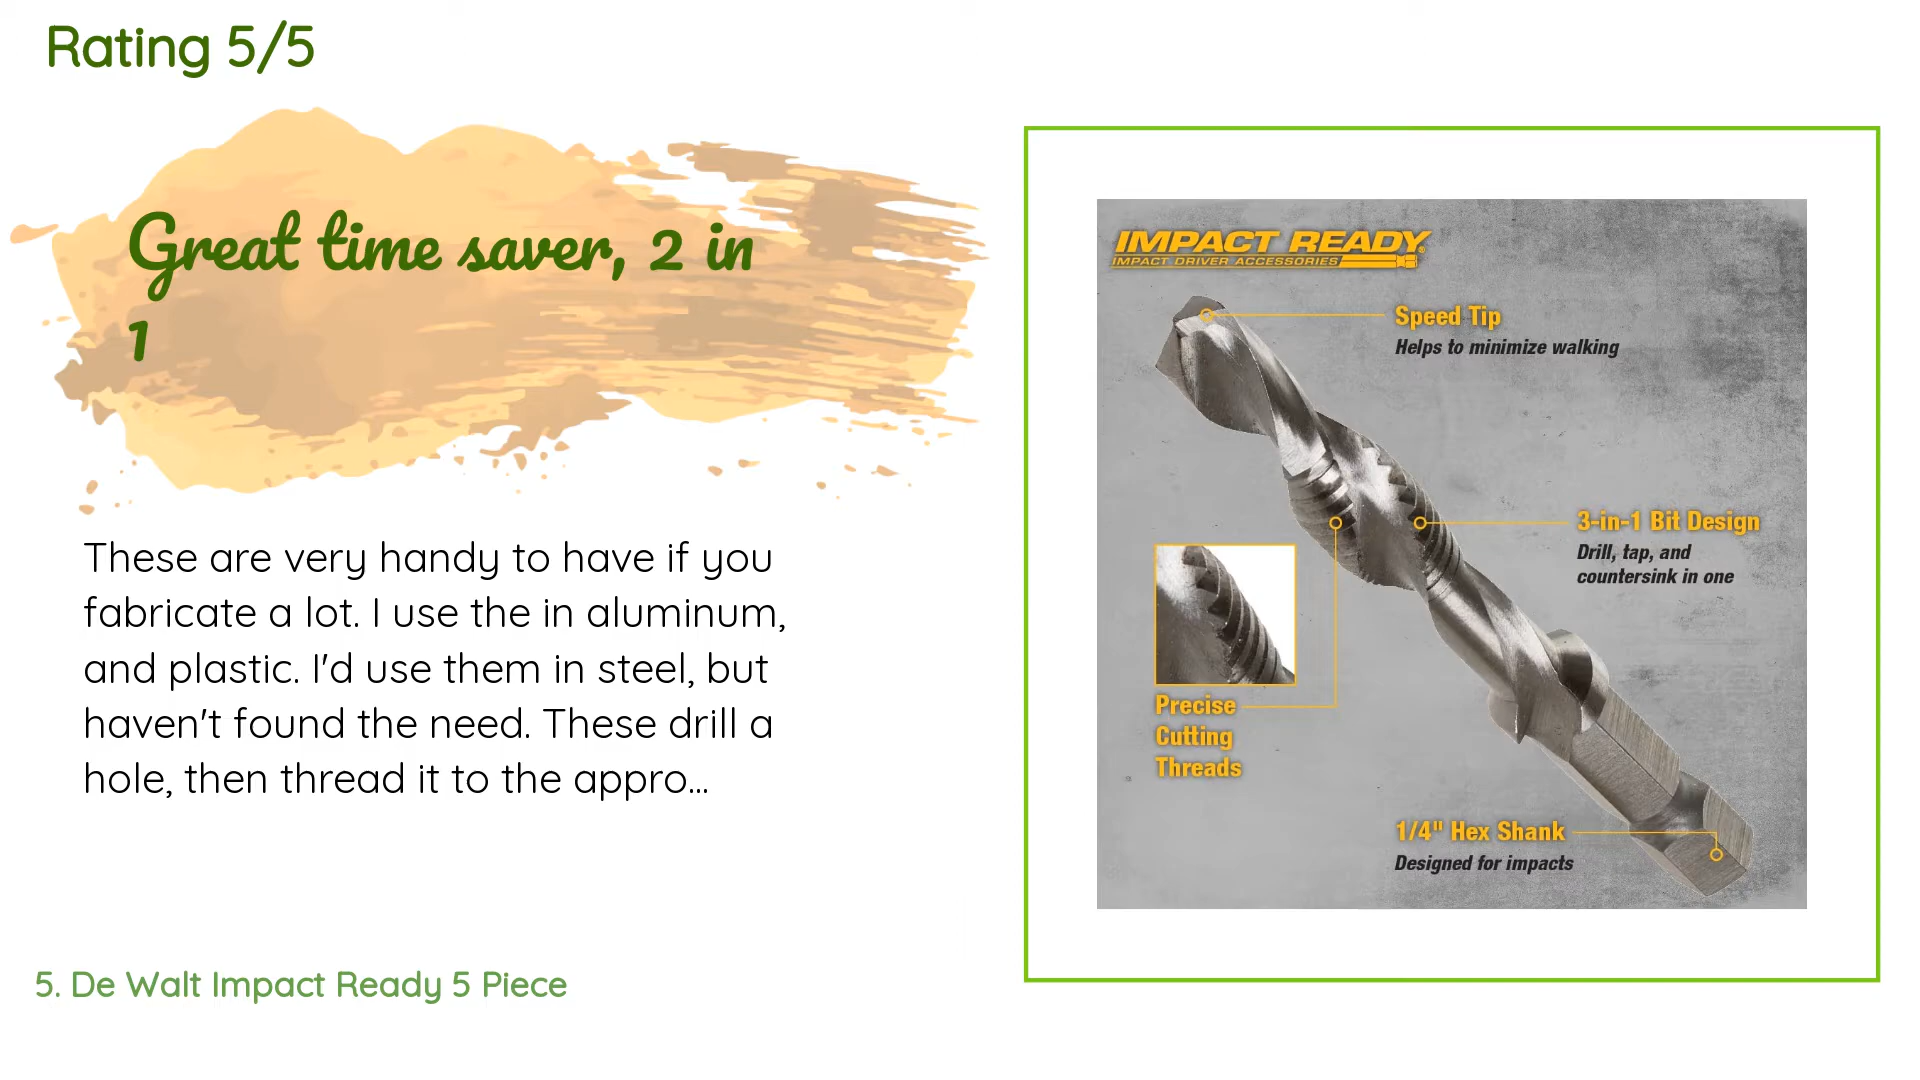 Rating 5/5
Great time saver, 2 in
1
These are very handy to have if you
fabricate a lot. I use the in aluminum,
and plastic. I'd use them in steel, but
haven't found the need. These drill a
hole, then thread it to the appro...
5. De Walt Impact Ready 5 Piece
IMPACT READY®
IMPACT DRIVER ACCESSORIES
Speed Tip
Helps to minimize walking
3-in-1 Bit Design
Drill, tap, and
countersink in one
Precise
Cutting
Threads
1/4" Hex Shank
Designed for impacts